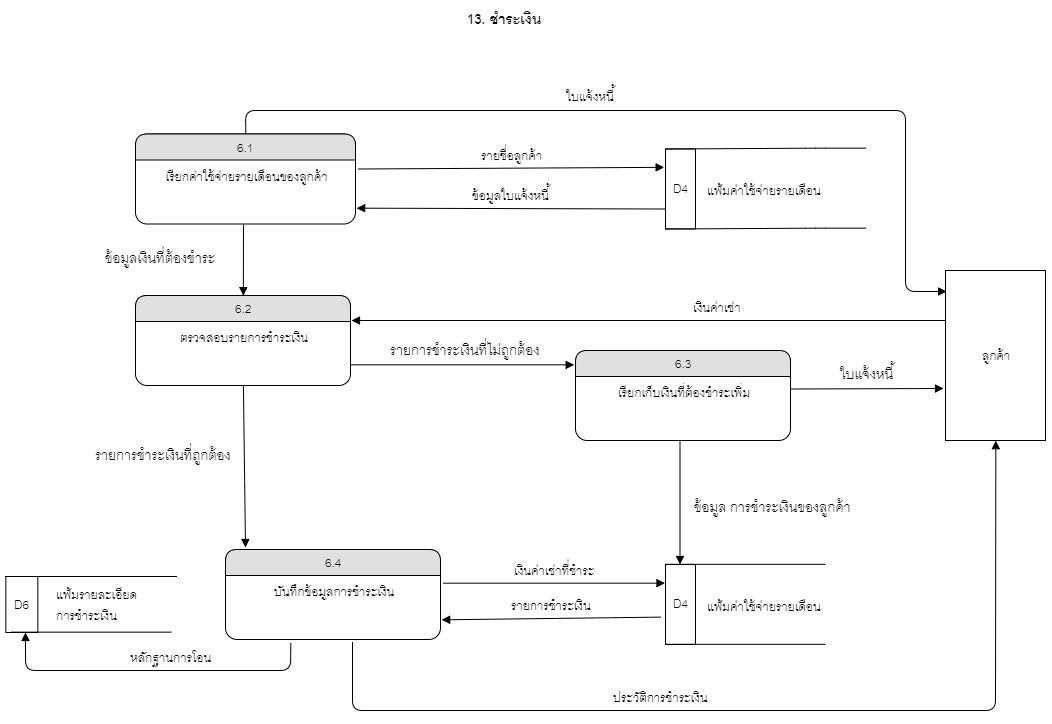 13. ชำระเงิน
ใบแจ้งหนี้
6.1
เรียกค่าใช้จ่ายรายเดือนของลูกค้า
รายชื่อลูกค้า
ข้อมูลใบแจ้งหนี้
D4
แฟ้มค่าใช้จ่ายรายเดือน
ข้อมูลเงินที่ต้องชำระ
6.2
ตรวจสอบรายการชำระเงิน
เงินค่าเช่า
รายการชำระเงินที่ไม่ถูกต้อง
6.3
เรียกเก็บเงินที่ต้องชำระเพิ่ม
ใบแจ้งหนี้
ลูกค้า
รายการชำระเงินที่ถูกต้อง
ข้อมูล การชำระเงินของลูกค้า
6.4
บันทึกข้อมูลการชำระเงิน
เงินค่าเช่าที่ชำระ
รายการชำระเงิน
D4
แฟ้มค่าใช้จ่ายรายเดือน
D6
แฟ้มรายละเอียด
การชำระเงิน
หลักฐานการโอน
ประวัติการชำระเงิน